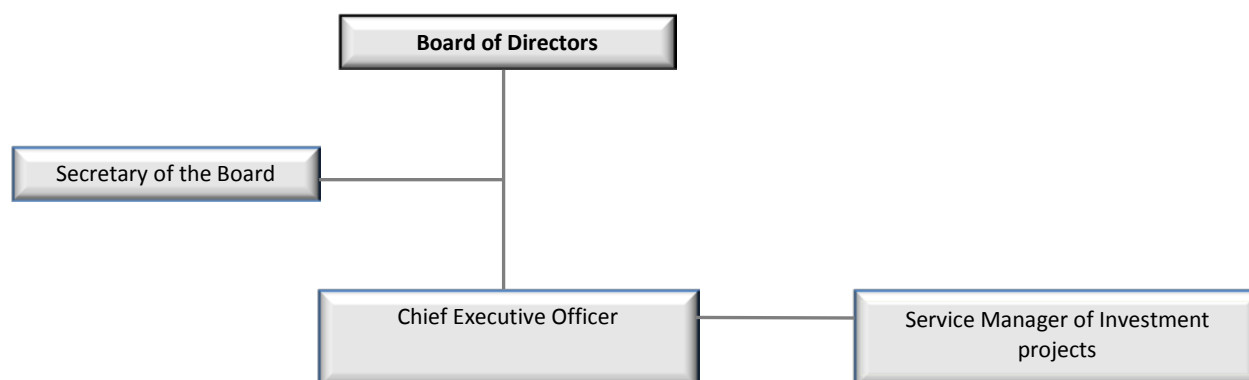 Board of Directors
Secretary of the Board
Chief Executive Officer
Service Manager of Investment
projects